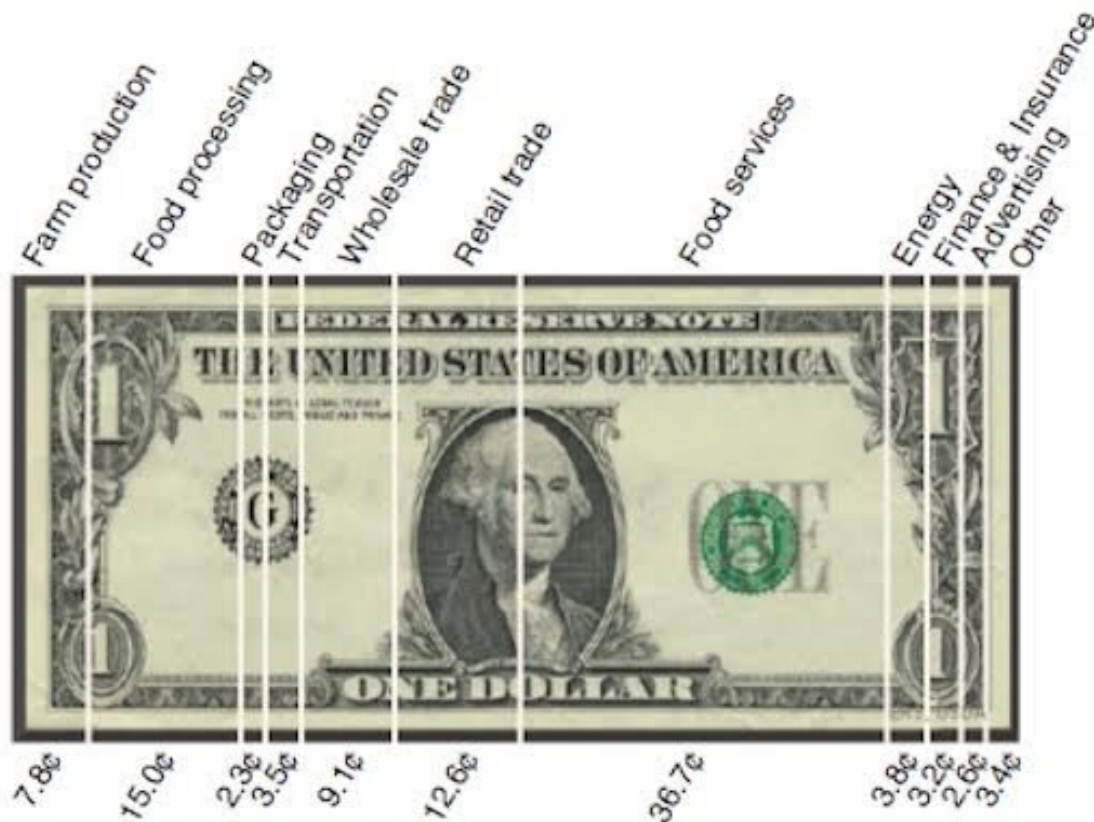 Farm production
Food processing
Packaging
Transportation
Wholesale trade
Retail trade
Food services
Energy
Finance & Insurance
Advertising
Other
FEDERAL RESERVE NOTE
THE UNITED STATES OF AMERICA
1
1
G
ONE
1
1
ONE DOLLAR
7.8¢
15.0¢
2.3¢
3.5¢
9.1¢
12.6¢
36.7¢
3.8¢
3.2¢
2.6¢
3.4¢